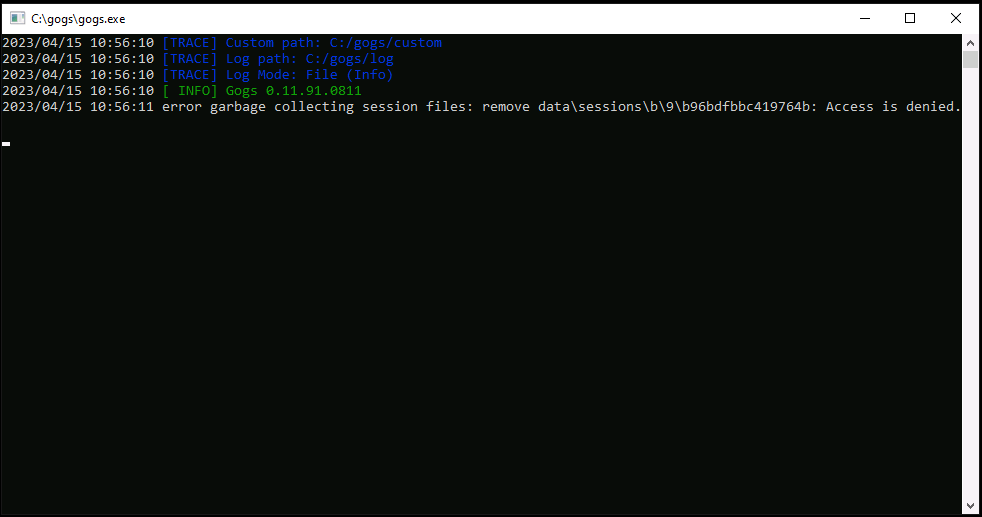 C:\gogs\gogs.exe
2023/04/15 10:56:10 [TRACE] Custom path: C:/gogs/custom
2023/04/15 10:56:10 [TRACE] Log path: C:/gogs/log
2023/04/15 10:56:10 [TRACE] Log Mode: File (Info)
2023/04/15 10:56:10 [ INFO] Gogs 0.11.91.0811
2023/04/15 10:56:11 error garbage collecting session files: remove data\sessions\b\9\b96bdfbbc419764b: Access is denied.